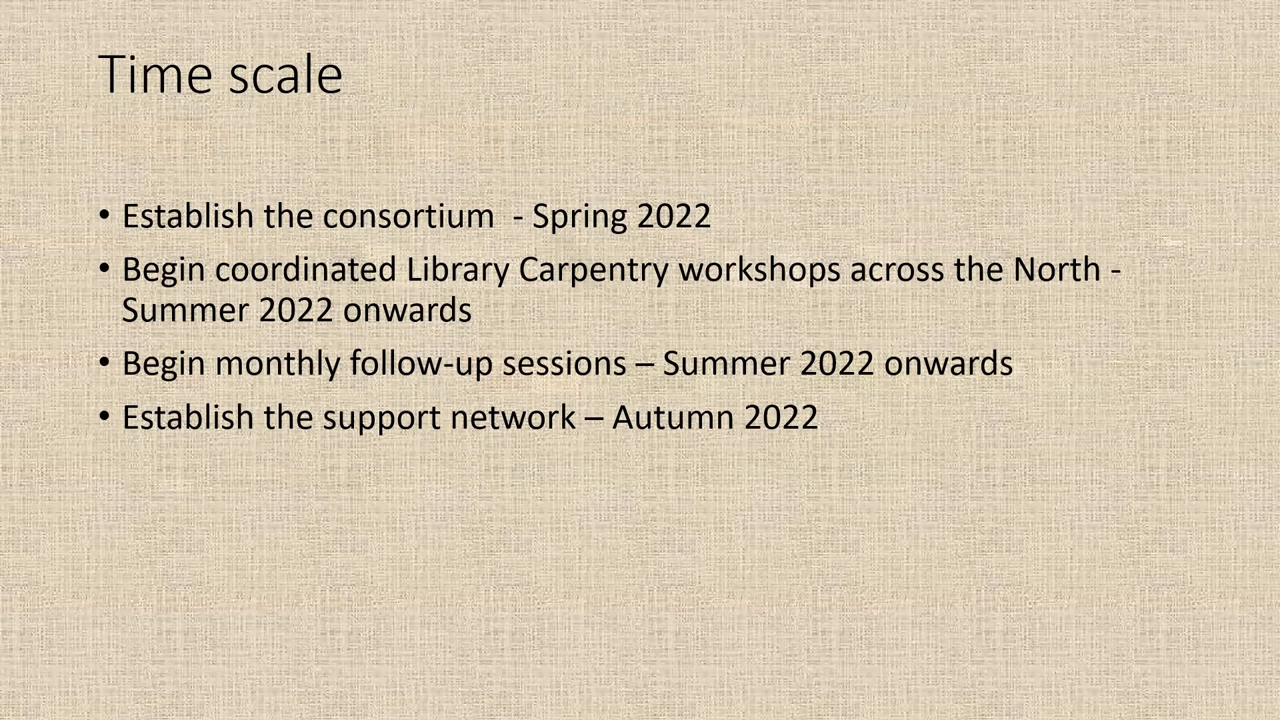 Time scale
• Establish the consortium  - Spring 2022
• Begin coordinated Library Carpentry workshops across the North -
Summer 2022 onwards
• Begin monthly follow-up sessions – Summer 2022 onwards
• Establish the support network – Autumn 2022